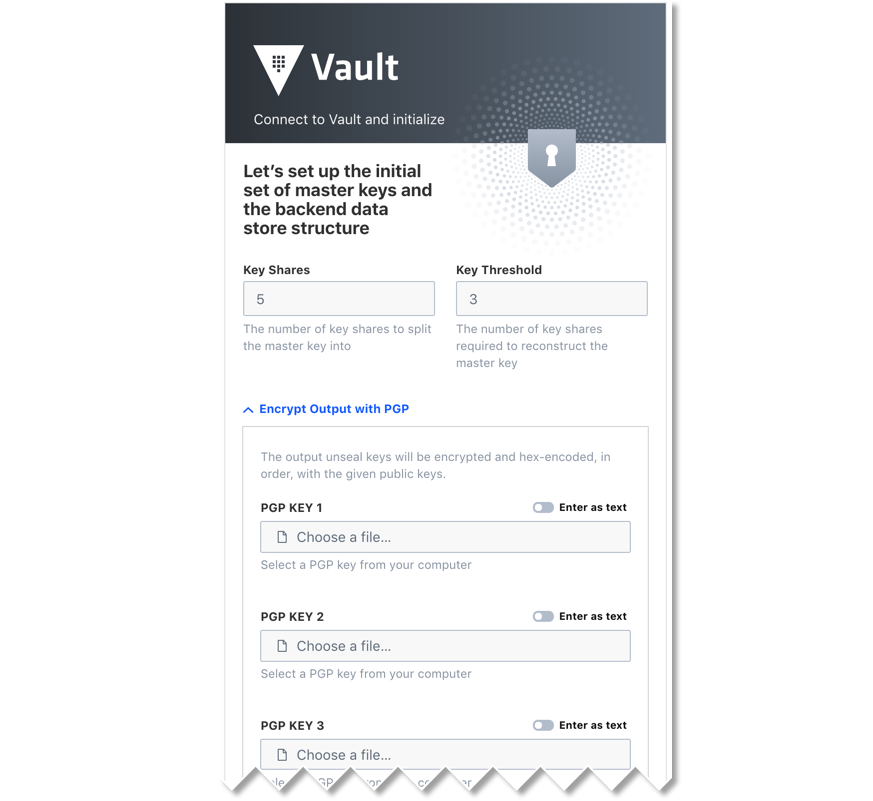 Vault
Connect to Vault and initialize
Let’s set up the initial
set of master keys and
the backend data
store structure
Key Shares
5
The number of key shares to split
the master key into
Key Threshold
3
The number of key shares
required to reconstruct the
master key
Encrypt Output with PGP
The output unseal keys will be encrypted and hex-encoded, in
order, with the given public keys.
PGP KEY 1
Enter as text
Choose a file...
Select a PGP key from your computer
PGP KEY 2
Enter as text
Choose a file...
Select a PGP key from your computer
PGP KEY 3
Enter as text
Choose a file...